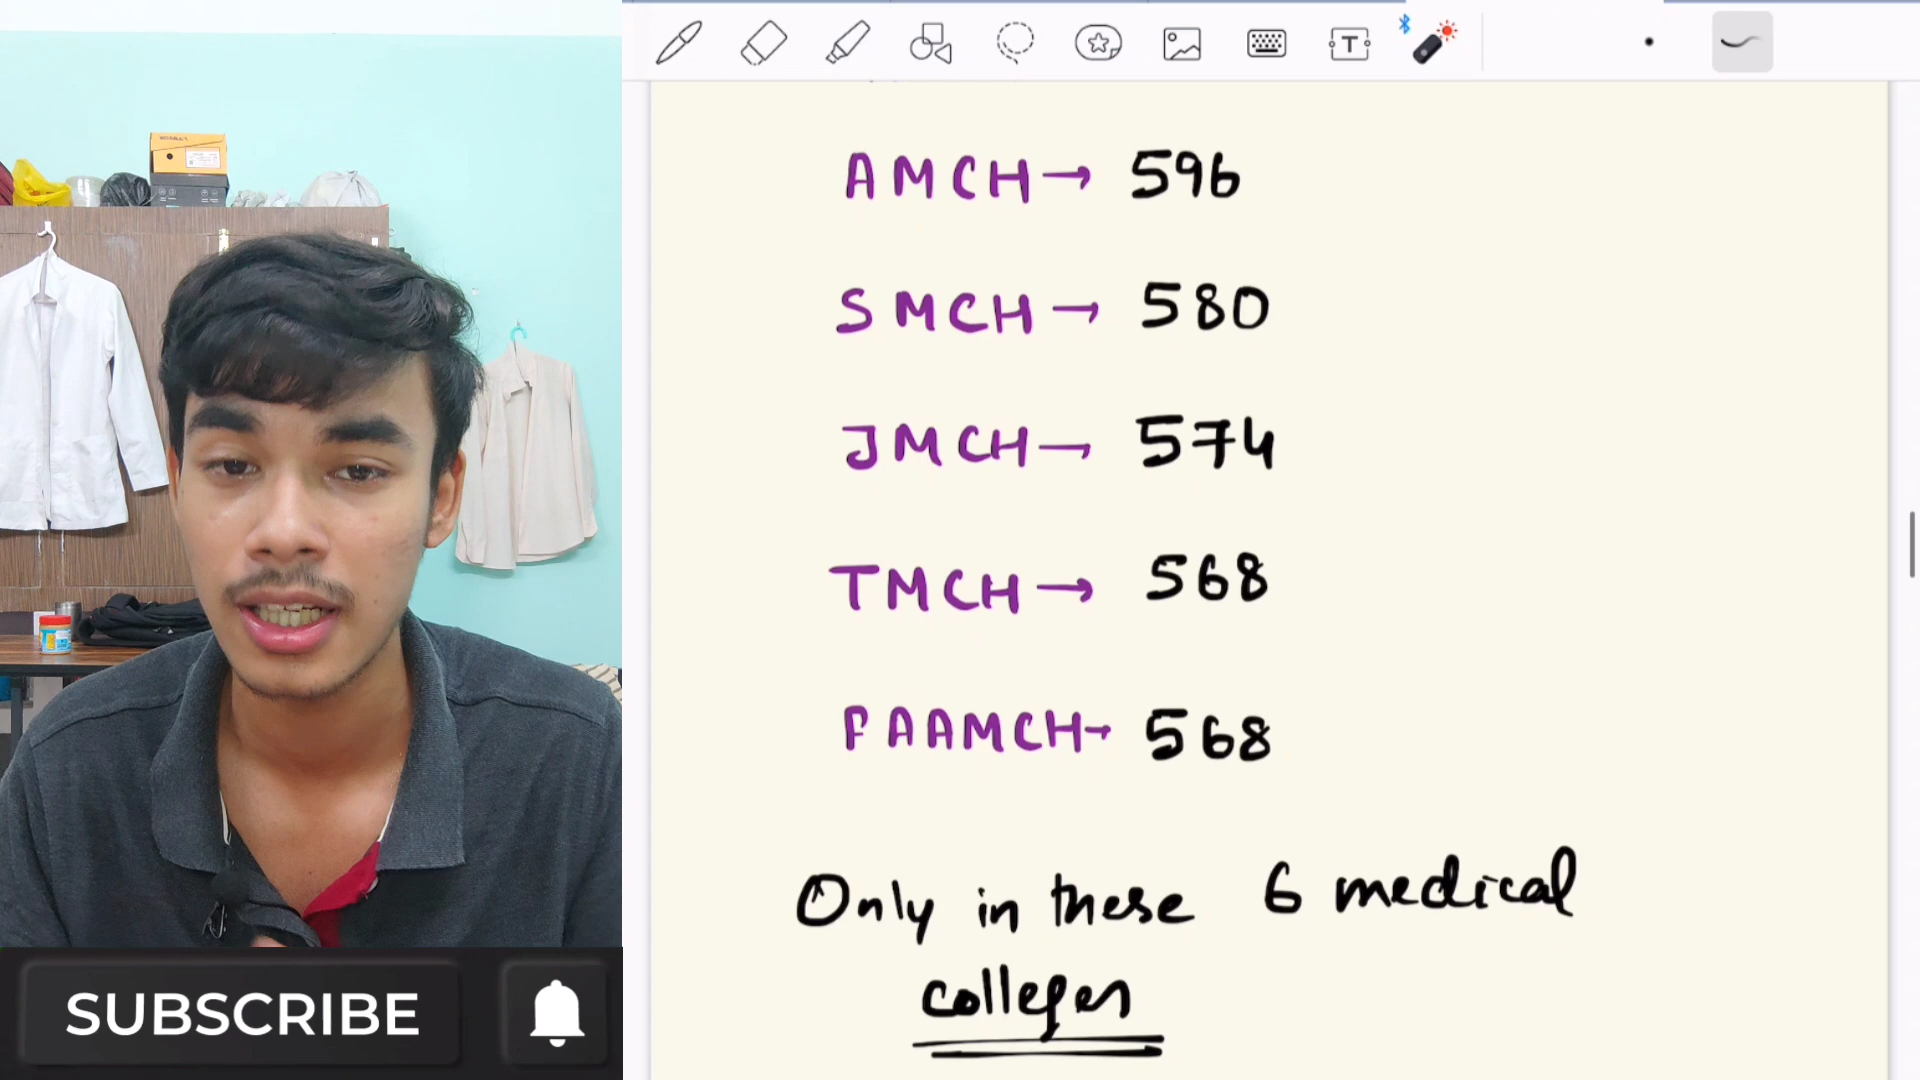 AMCH → 596
SMCH → 580
JMCH → 574
TMCH → 568
FAAMCH → 568
Only in these 6 medical
colleges
SUBSCRIBE
T